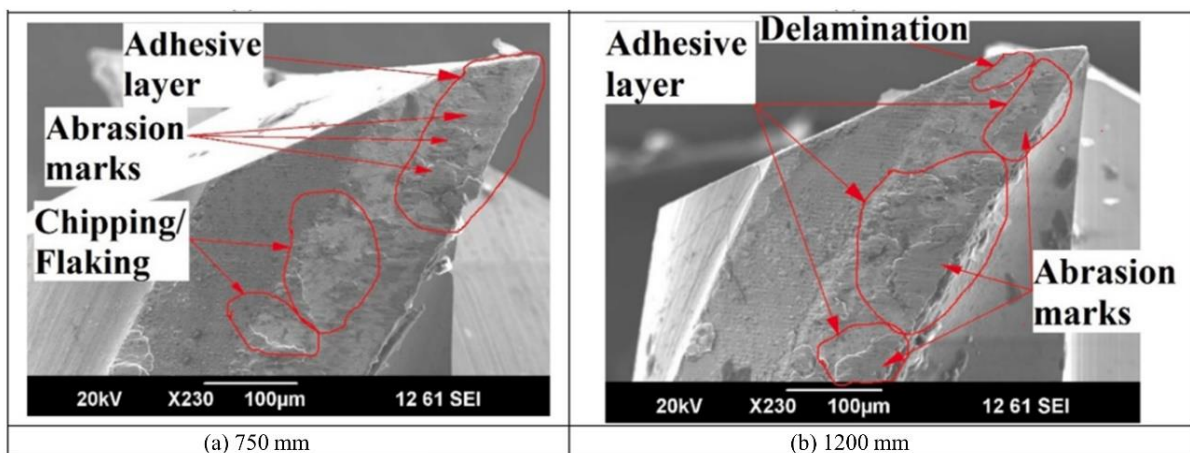 Adhesive
layer
Abrasion
marks
Chipping/
Flaking
20kV X230 100µm 12 61 SEI
(a) 750 mm
Delamination
Adhesive
layer
Abrasion
marks
20kV X230 100µm 12 61 SEI
(b) 1200 mm